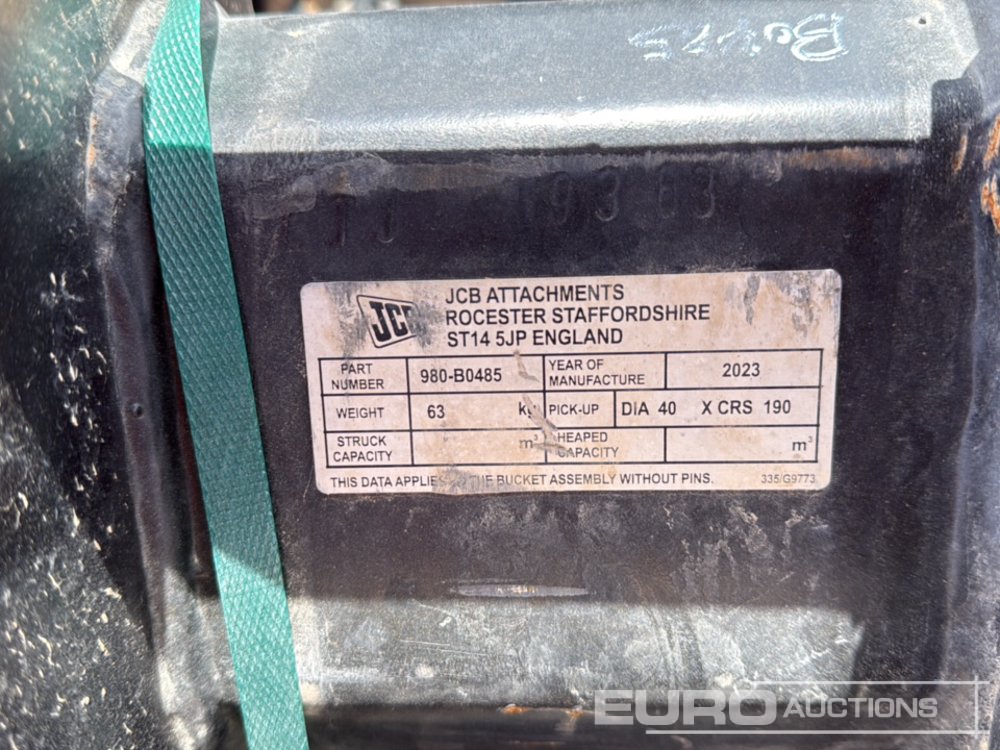 JCB ATTACHMENTS
ROCESTER STAFFORDSHIRE
ST14 5JP ENGLAND
JCB
PART NUMBER 980-B0485 YEAR OF MANUFACTURE 2023
WEIGHT 63 kg PICK-UP DIA 40 X CRS 190
STRUCK CAPACITY m³ HEAPED CAPACITY m³
THIS DATA APPLIES THE BUCKET ASSEMBLY WITHOUT PINS. 335/G9773
EURO AUCTIONS